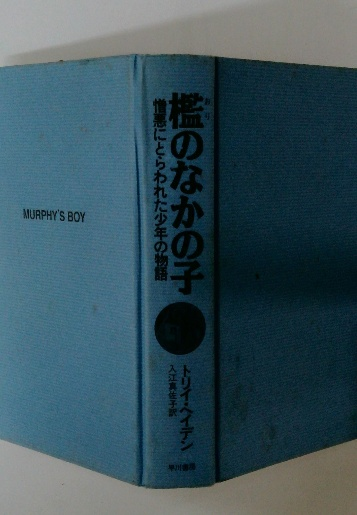 檻のなかの子
憎悪にとらわれた少年の物語
トリイ・ヘイデン
入江真佐子訳
早川書房
MURPHY'S BOY